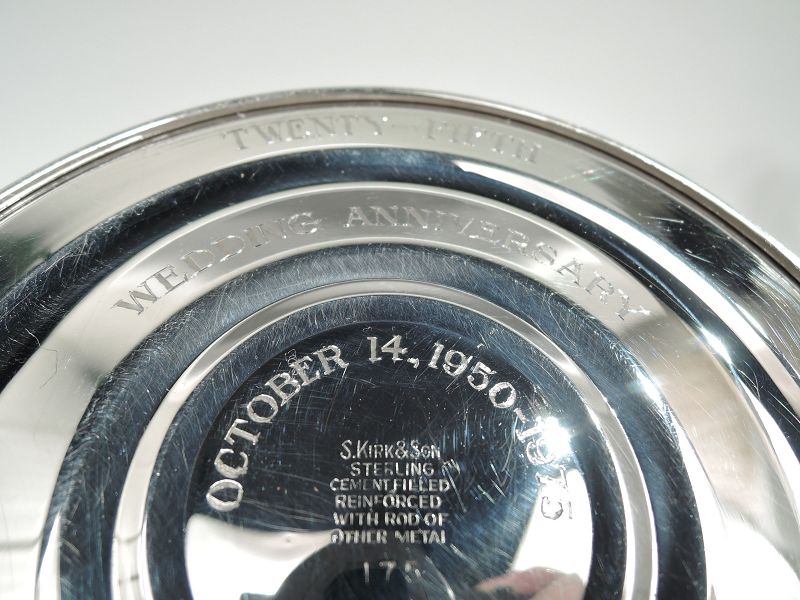 TWENTY-FIFTH
WEDDING ANNIVERSARY
OCTOBER 14, 1950-1975
S.KIRK & SON
STERLING
CEMENT FILLED
REINFORCED
WITH ROD OF
OTHER METAL
175